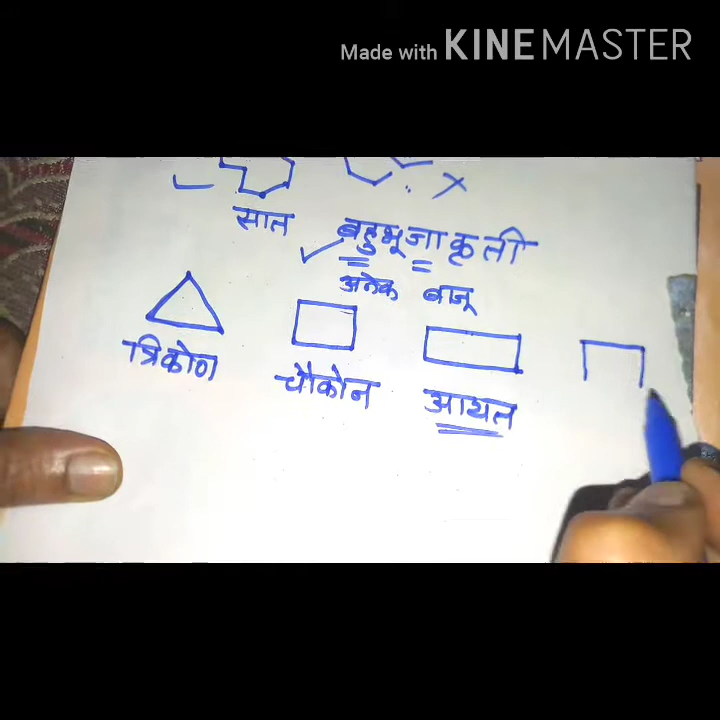 Made with KINEMASTER
x
सात बहुभूजाकृती
अनेक बाजू
त्रिकोण चौकोन आयत